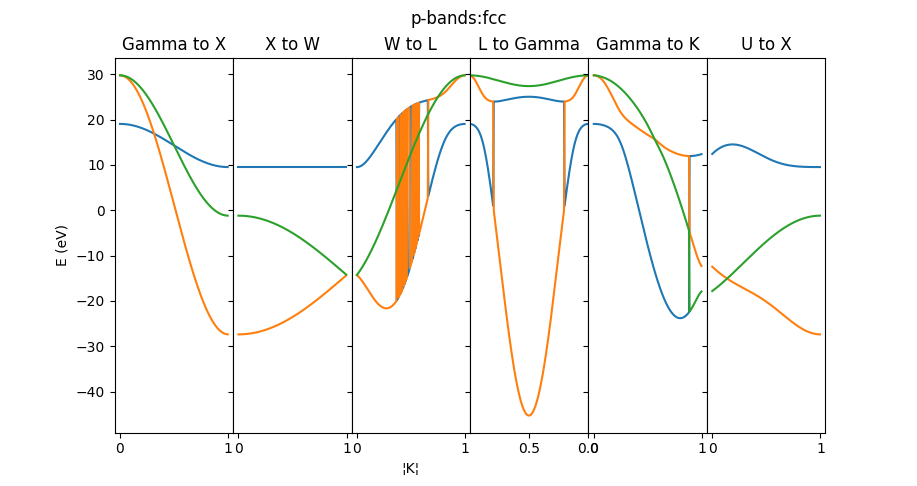 p-bands:fcc
Gamma to X X to W W to L L to Gamma Gamma to K U to X
E (eV)
30
20
10
0
−10
−20
−30
−40
0 1 0 1 0 1 0.5 0.0 0 1 0 1
¦K¦